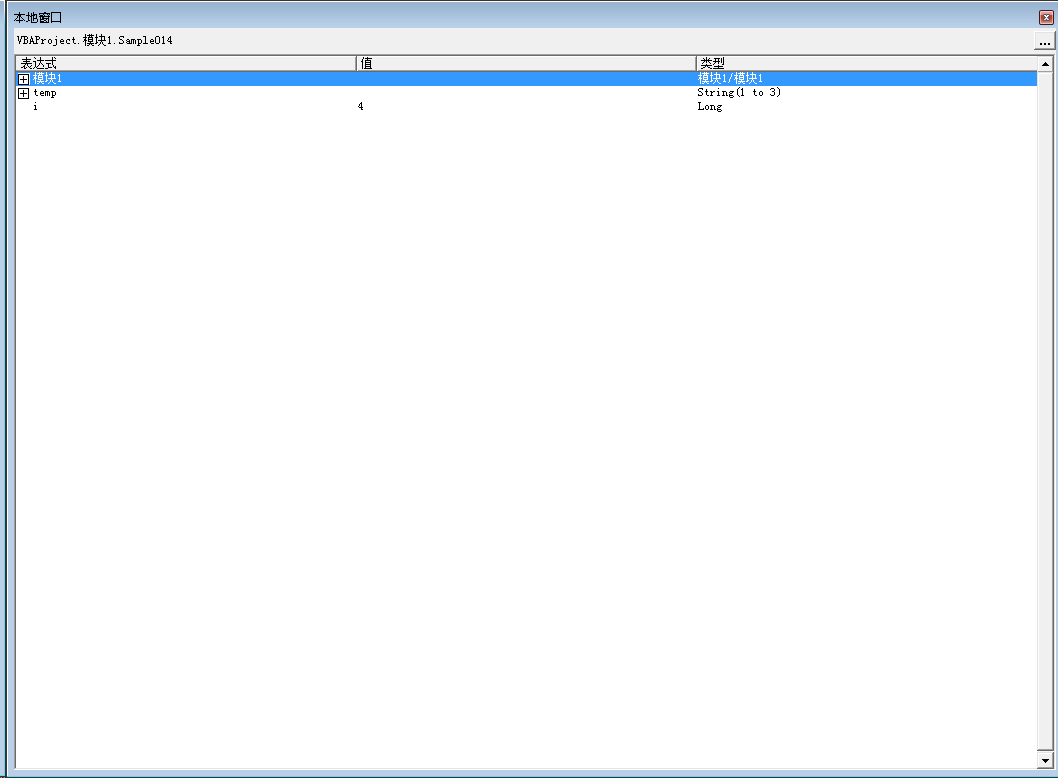 本地窗口
VBAProject.模块1.Sample014
...
表达式 值 类型
模块1 模块1/模块1
temp String(1 to 3)
i 4 Long